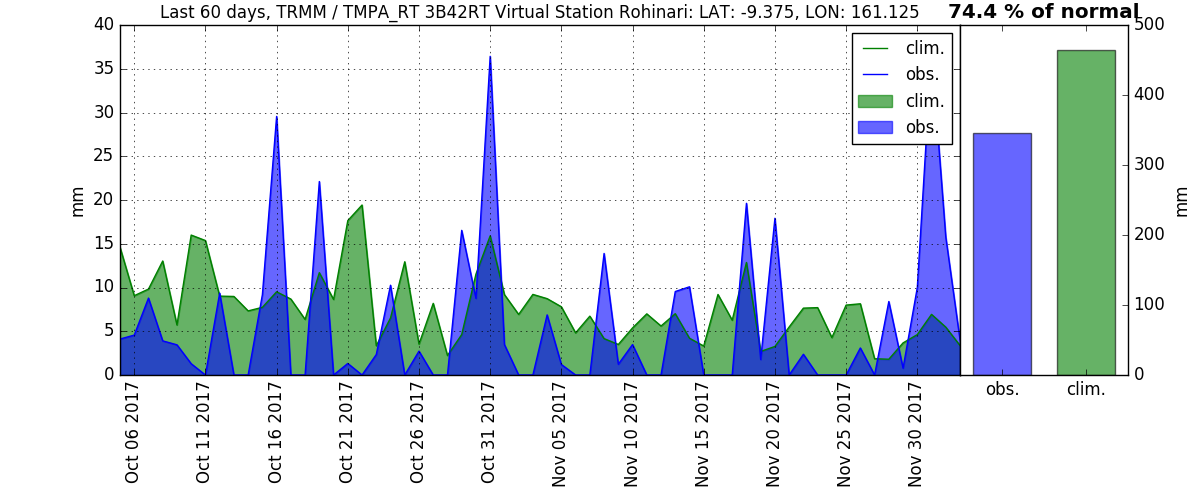 Last 60 days, TRMM / TMPA_RT 3B42RT Virtual Station Rohinari: LAT: -9.375, LON: 161.125
74.4 % of normal
40
35
30
25
20
15
10
5
0
mm
clim.
obs.
clim.
obs.
500
400
300
200
100
0
mm
obs.
clim.
Oct 06 2017
Oct 11 2017
Oct 16 2017
Oct 21 2017
Oct 26 2017
Oct 31 2017
Nov 05 2017
Nov 10 2017
Nov 15 2017
Nov 20 2017
Nov 25 2017
Nov 30 2017